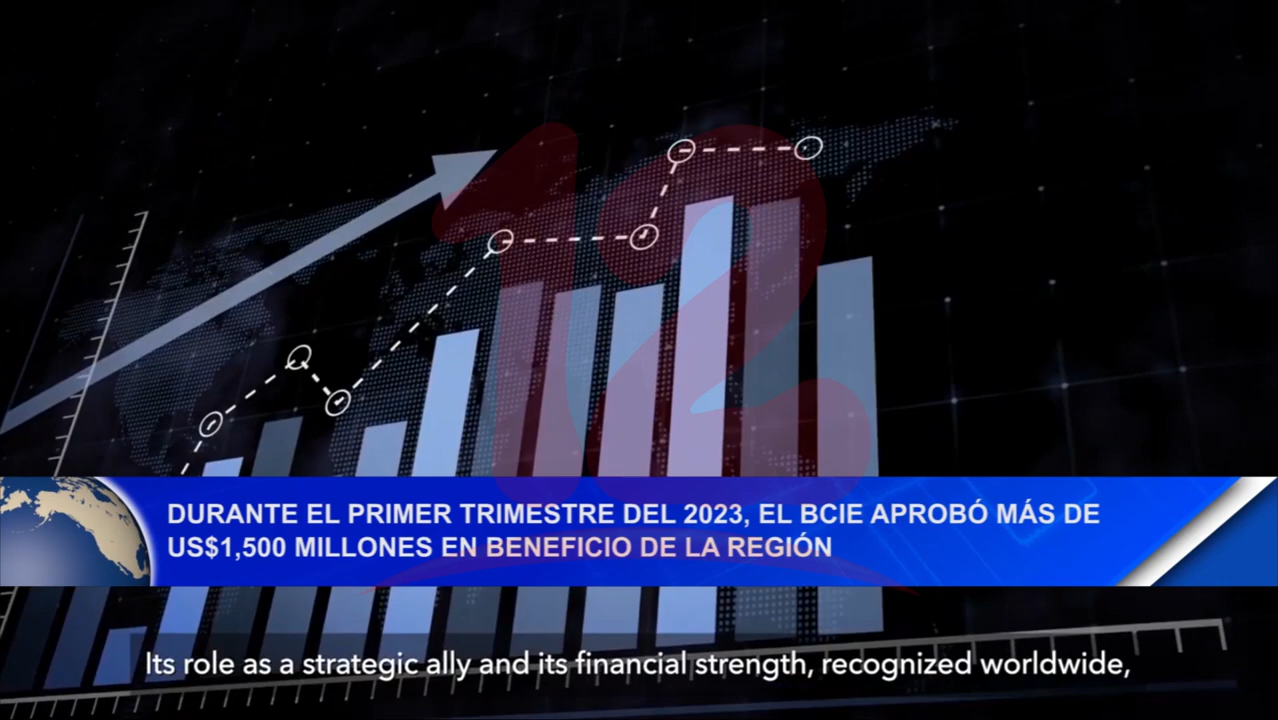 12
DURANTE EL PRIMER TRIMESTRE DEL 2023, EL BCIE APROBÓ MÁS DE
US$1,500 MILLONES EN BENEFICIO DE LA REGIÓN
Its role as a strategic ally and its financial strength, recognized worldwide,